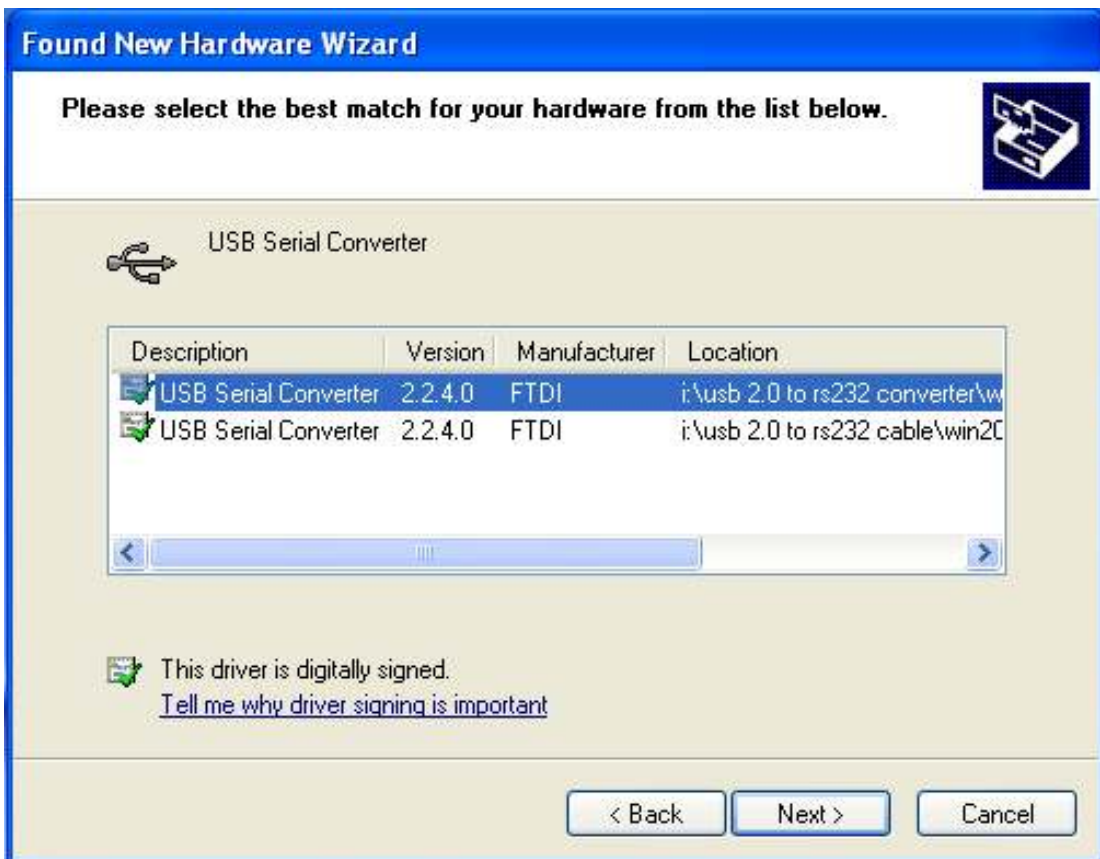 Found New Hardware Wizard
Please select the best match for your hardware from the list below.
USB Serial Converter
Description Version Manufacturer Location
USB Serial Converter 2.2.4.0 FTDI i:\usb 2.0 to rs232 converter\w
USB Serial Converter 2.2.4.0 FTDI i:\usb 2.0 to rs232 cable\win20
This driver is digitally signed.
Tell me why driver signing is important
< Back Next > Cancel